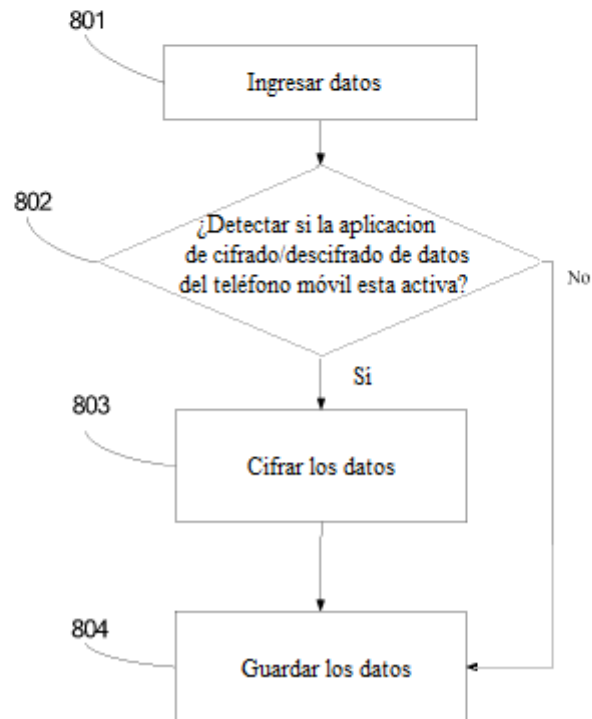 801
Ingresar datos
802
¿Detectar si la aplicacion
de cifrado/descifrado de datos
del teléfono móvil esta activa?
No
Sí
803
Cifrar los datos
804
Guardar los datos